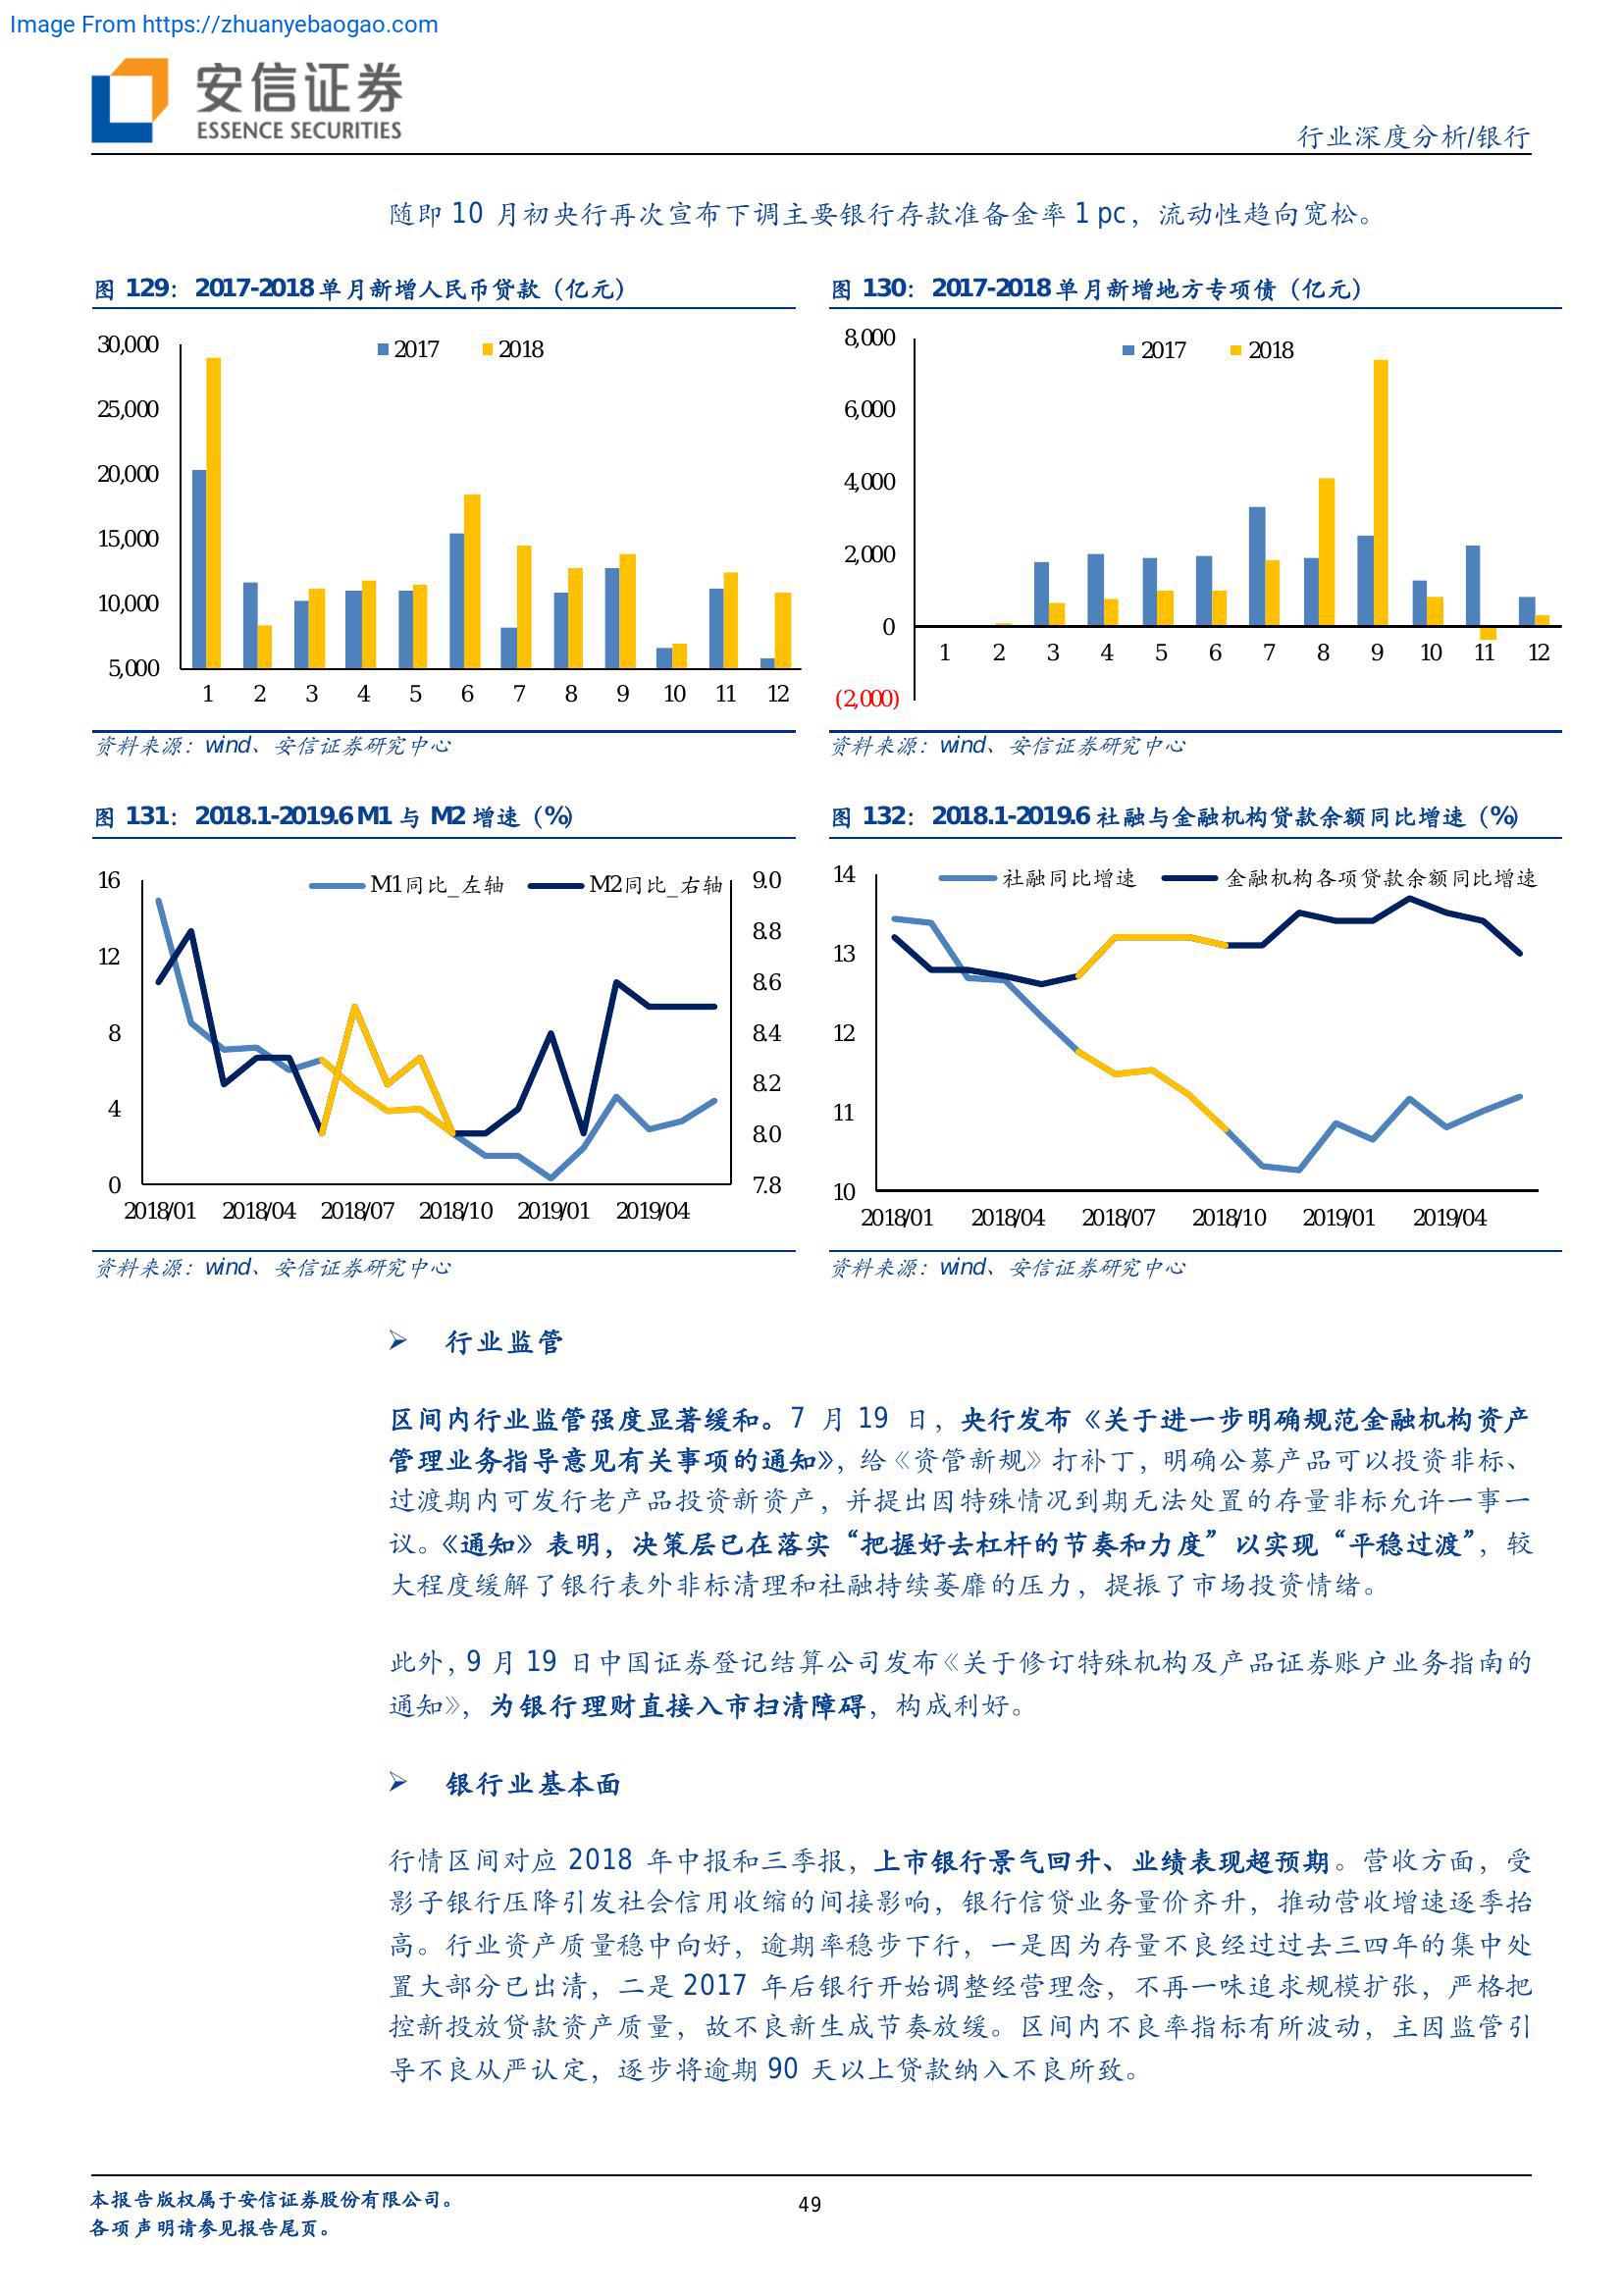 Image From https://zhuanyebaogao.com
安信证券
ESSENCE SECURITIES
行业深度分析/银行
随即 10 月初央行再次宣布下调主要银行存款准备金率 1 pc，流动性趋向宽松。
图 129：2017-2018 单月新增人民币贷款（亿元）
2017 2018
30,000
25,000
20,000
15,000
10,000
5,000
1 2 3 4 5 6 7 8 9 10 11 12
资料来源：wind、安信证券研究中心
图 130：2017-2018 单月新增地方专项债（亿元）
2017 2018
8,000
6,000
4,000
2,000
0
(2,000)
1 2 3 4 5 6 7 8 9 10 11 12
资料来源：wind、安信证券研究中心
图 131：2018.1-2019.6 M1 与 M2 增速（%）
M1同比_左轴 M2同比_右轴
16
12
8
4
0
9.0
8.8
8.6
8.4
8.2
8.0
7.8
2018/01 2018/04 2018/07 2018/10 2019/01 2019/04
资料来源：wind、安信证券研究中心
图 132：2018.1-2019.6 社融与金融机构贷款余额同比增速（%）
社融同比增速 金融机构各项贷款余额同比增速
14
13
12
11
10
2018/01 2018/04 2018/07 2018/10 2019/01 2019/04
资料来源：wind、安信证券研究中心
➢ 行业监管
区间内行业监管强度显著缓和。7 月 19 日，央行发布《关于进一步明确规范金融机构资产
管理业务指导意见有关事项的通知》，给《资管新规》打补丁，明确公募产品可以投资非标、
过渡期内可发行老产品投资新资产，并提出因特殊情况到期无法处置的存量非标允许一事一
议。《通知》表明，决策层已在落实“把握好去杠杆的节奏和力度”以实现“平稳过渡”，较
大程度缓解了银行表外非标清理和社融持续萎靡的压力，提振了市场投资情绪。
此外，9 月 19 日中国证券登记结算公司发布《关于修订特殊机构及产品证券账户业务指南的
通知》，为银行理财直接入市扫清障碍，构成利好。
➢ 银行业基本面
行情区间对应 2018 年中报和三季报，上市银行景气回升、业绩表现超预期。营收方面，受
影子银行压降引发社会信用收缩的间接影响，银行信贷业务量价齐升，推动营收增速逐季抬
高。行业资产质量稳中向好，逾期率稳步下行，一是因为存量不良经过过去三四年的集中处
置大部分已出清，二是 2017 年后银行开始调整经营理念，不再一味追求规模扩张，严格把
控新投放贷款资产质量，故不良新生成节奏放缓。区间内不良率指标有所波动，主因监管引
导不良从严认定，逐步将逾期 90 天以上贷款纳入不良所致。
本报告版权属于安信证券股份有限公司。
各项声明请参见报告尾页。
49